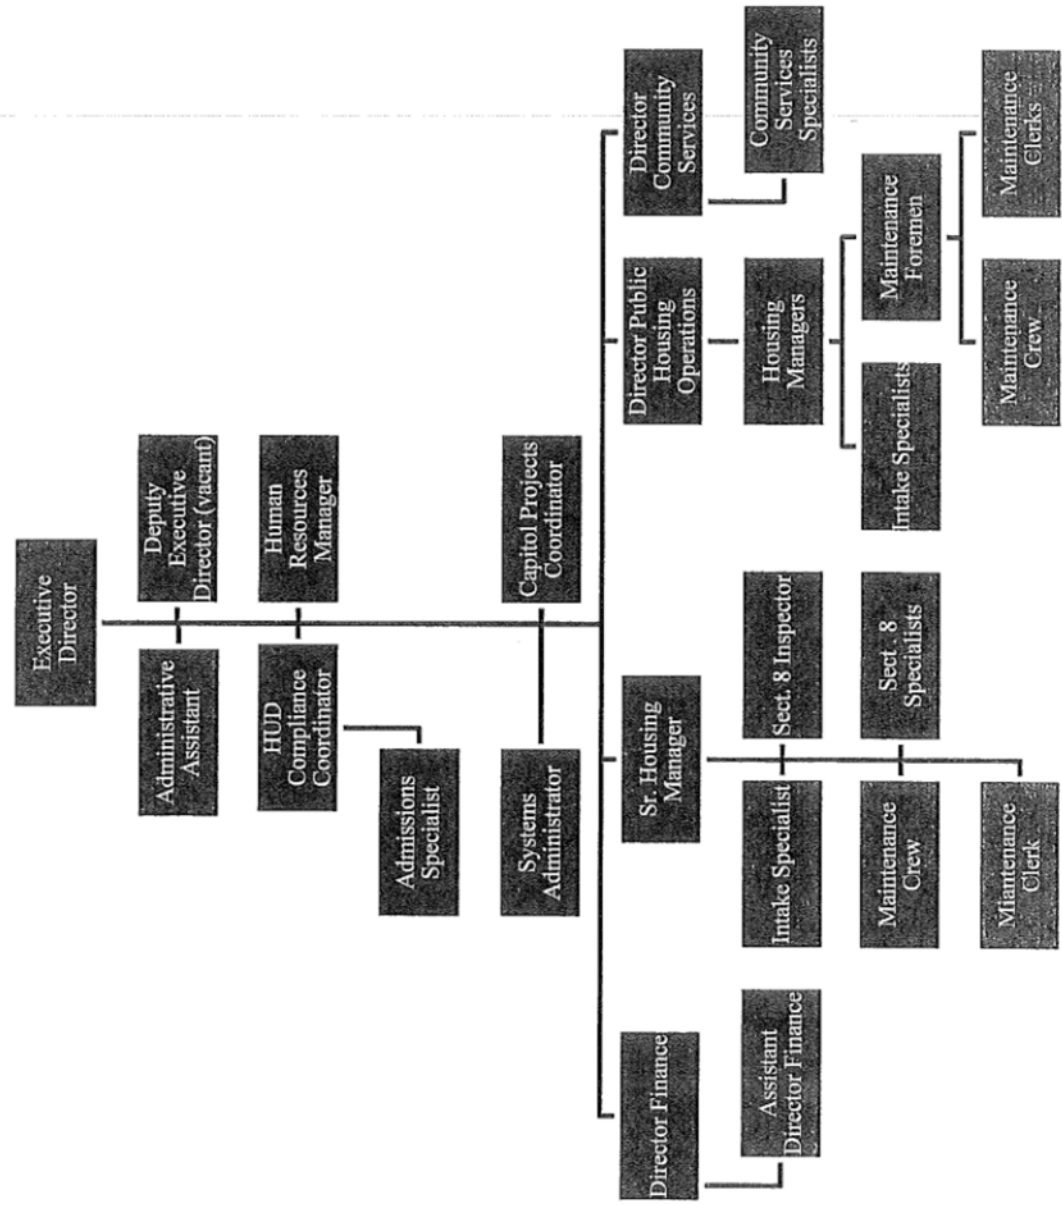 Executive
Director
Administrative
Assistant
Deputy
Executive
Director (vacant)
HUD
Compliance
Coordinator
Human
Resources
Manager
Admissions
Specialist
Systems
Administrator
Capitol Projects
Coordinator
Director Finance
Sr. Housing
Manager
Director Public
Housing
Operations
Director
Community
Services
Assistant
Director Finance
Intake Specialist
Sect. 8 Inspector
Housing
Managers
Community
Services
Specialists
Maintenance
Crew
Sect . 8
Specialists
Intake Specialists
Maintenance
Foremen
Miantenance
Clerk
Maintenance
Crew
Maintenance
Clerks